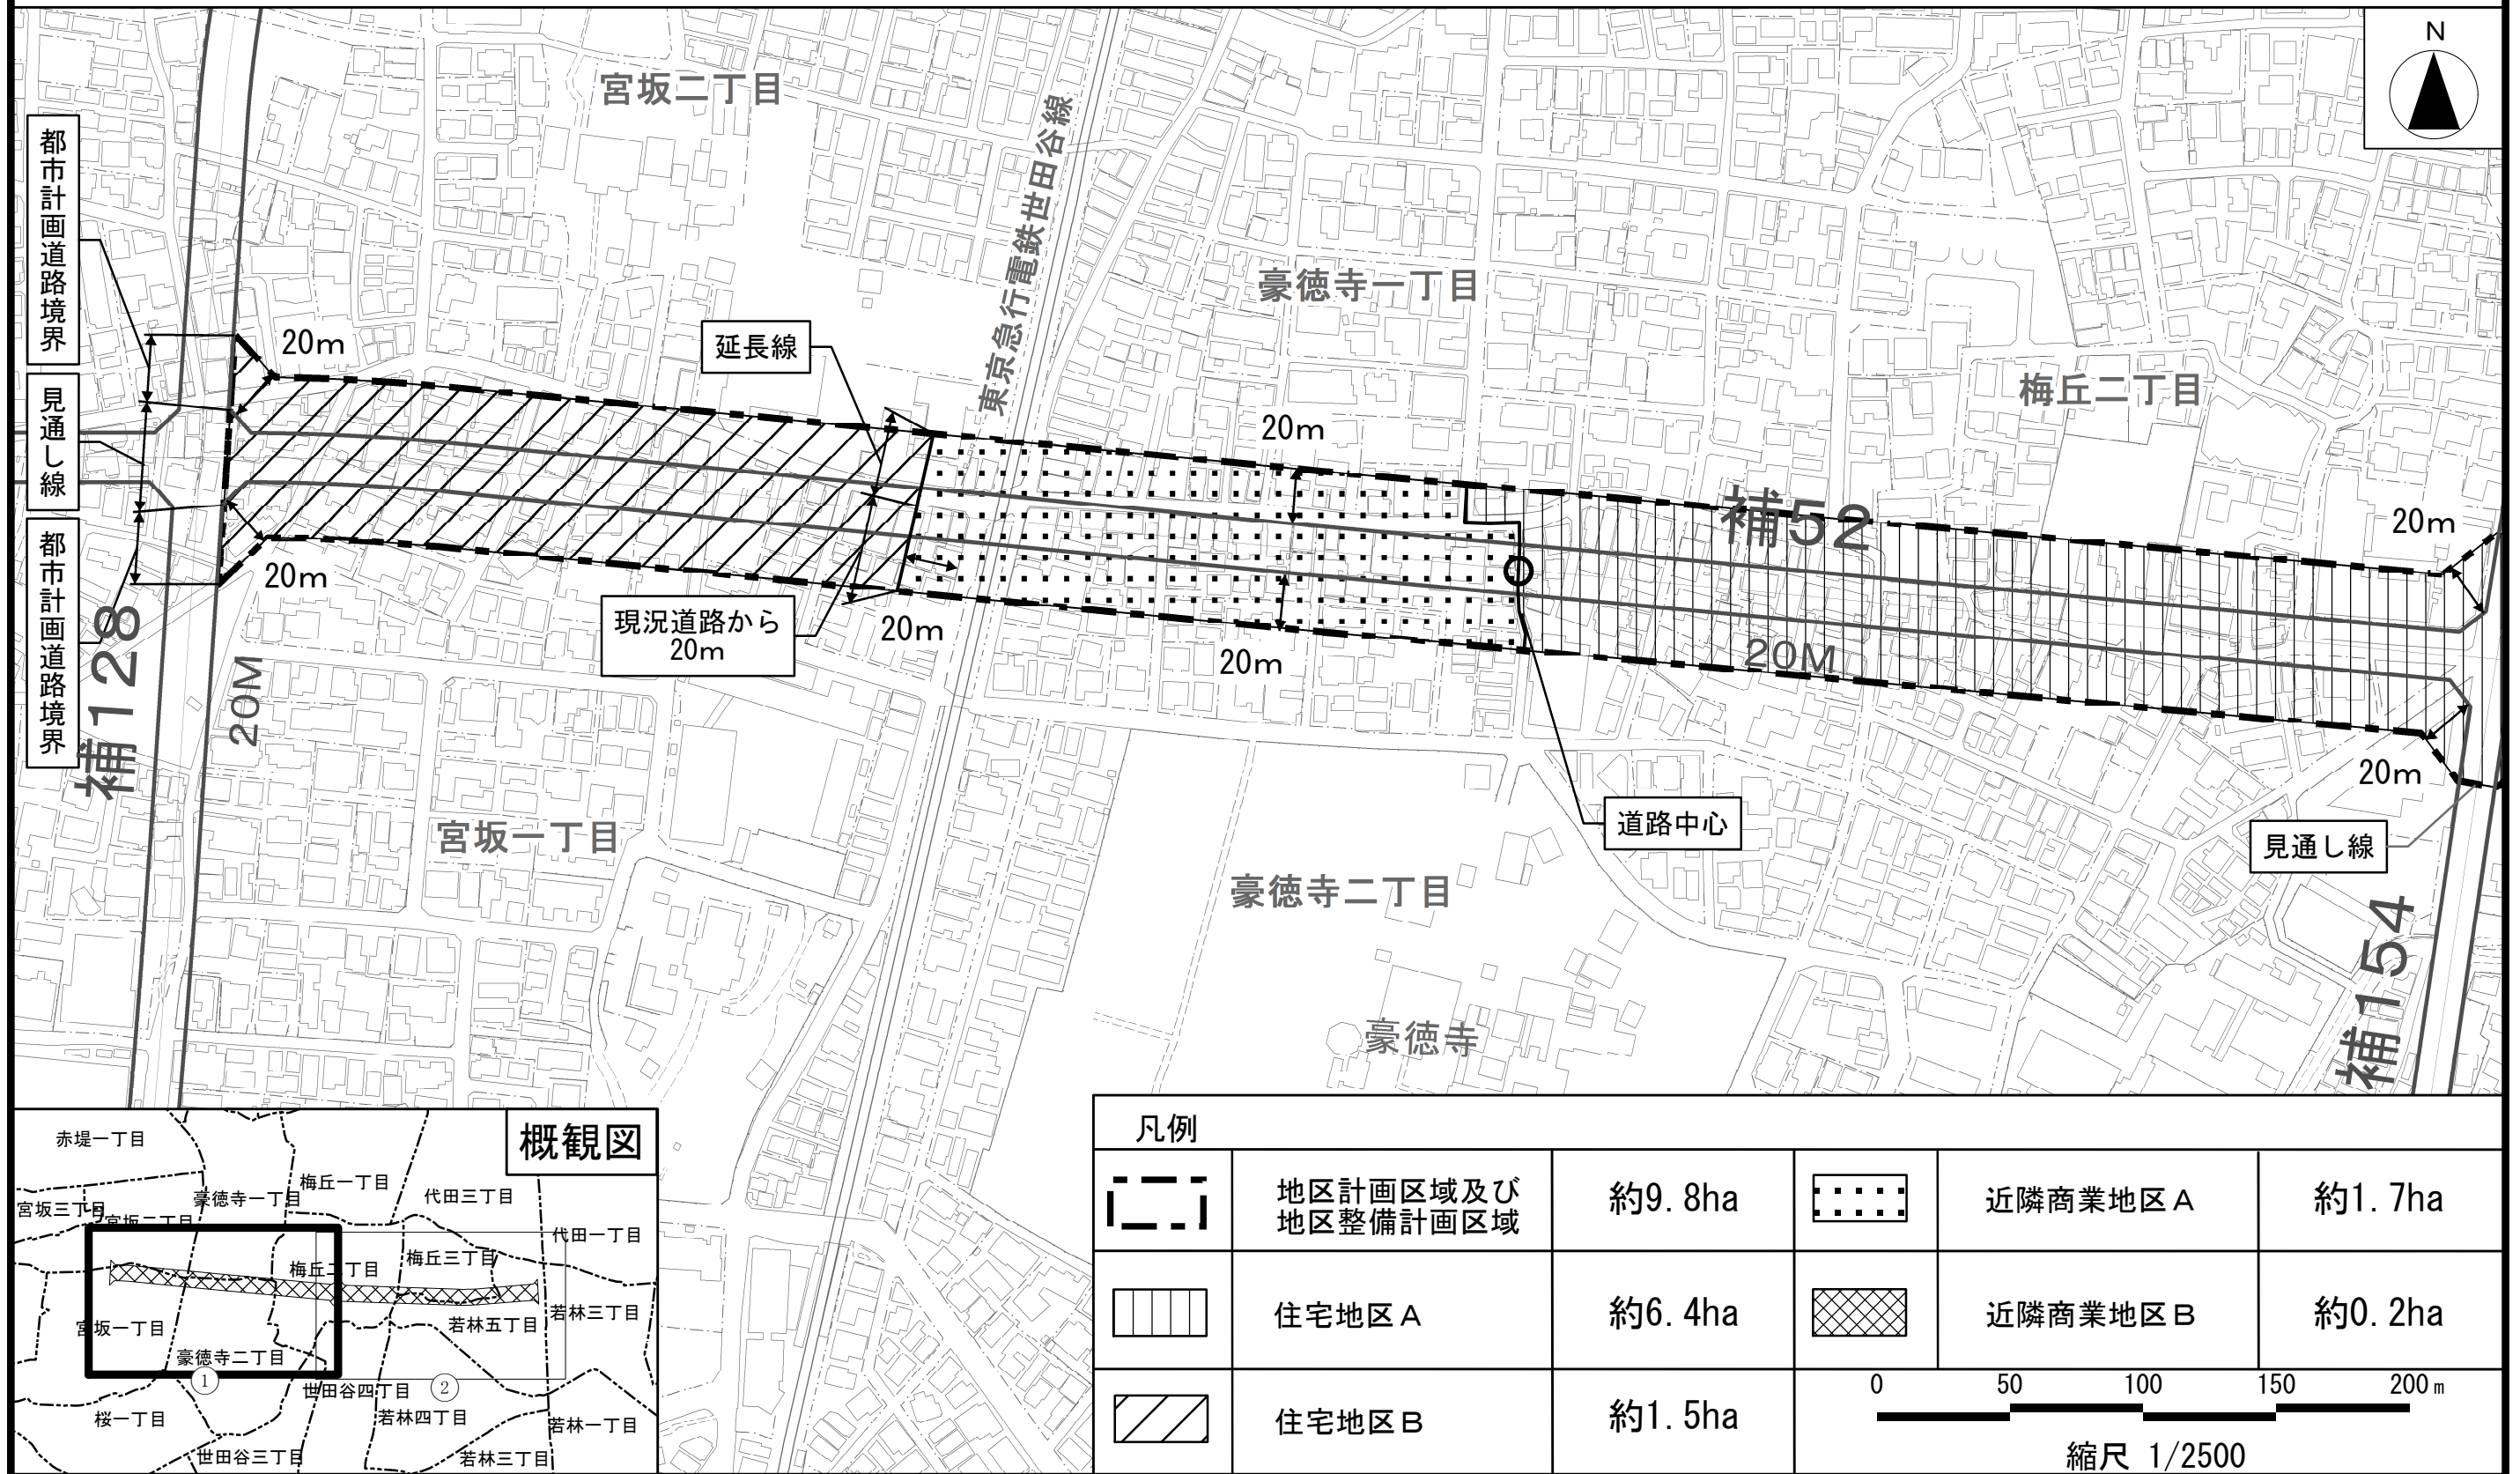 N
宮坂二丁目
東京急行電鉄世田谷線
都市計画道路境界
見通し線
都市計画道路境界
20m
延長線
豪徳寺一丁目
梅丘二丁目
20m
補52
20m
20m
現況道路から
20m
20m
20m
20M
補128
20M
20m
道路中心
見通し線
宮坂一丁目
豪徳寺二丁目
豪徳寺
補154
概観図
赤堤一丁目
梅丘一丁目
代田三丁目
豪徳寺一丁目
宮坂三丁目
宮坂二丁目
代田一丁目
梅丘三丁目
梅丘二丁目
若林三丁目
宮坂一丁目
若林五丁目
豪徳寺二丁目
①
世田谷四丁目
②
桜一丁目
若林四丁目
若林一丁目
世田谷三丁目
若林三丁目
凡例
地区計画区域及び
地区整備計画区域
約9.8ha
近隣商業地区A
約1.7ha
住宅地区A
約6.4ha
近隣商業地区B
約0.2ha
住宅地区B
約1.5ha
0 50 100 150 200m
縮尺 1/2500